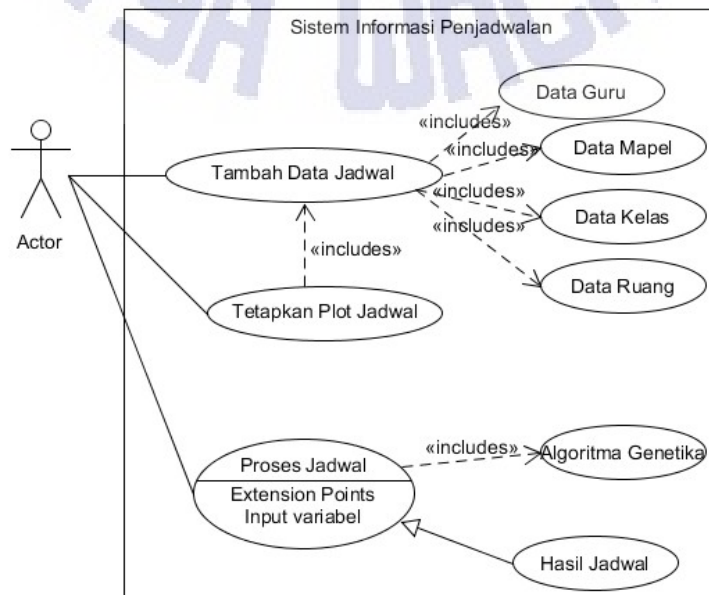 Sistem Informasi Penjadwalan
Data Guru
«includes»
Data Mapel
«includes»
Tambah Data Jadwal
«includes»
Data Kelas
«includes»
Actor
«includes»
Data Ruang
Tetapkan Plot Jadwal
«includes»
Algoritma Genetika
Proses Jadwal
Extension Points
Input variabel
Hasil Jadwal